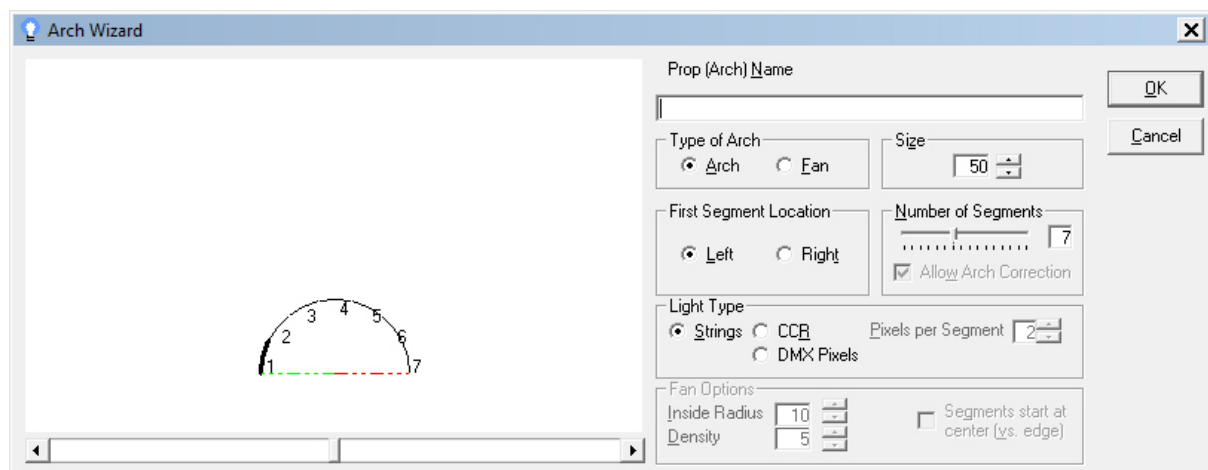 Arch Wizard
Prop (Arch) Name
OK
Cancel
Type of Arch
Arch
Fan
Size
50
First Segment Location
Left
Right
Number of Segments
7
Allow Arch Correction
Light Type
Strings
CCR
DMX Pixels
Pixels per Segment
2
Fan Options
Inside Radius
10
Density
5
Segments start at
center (vs. edge)
1
2
3
4
5
6
7